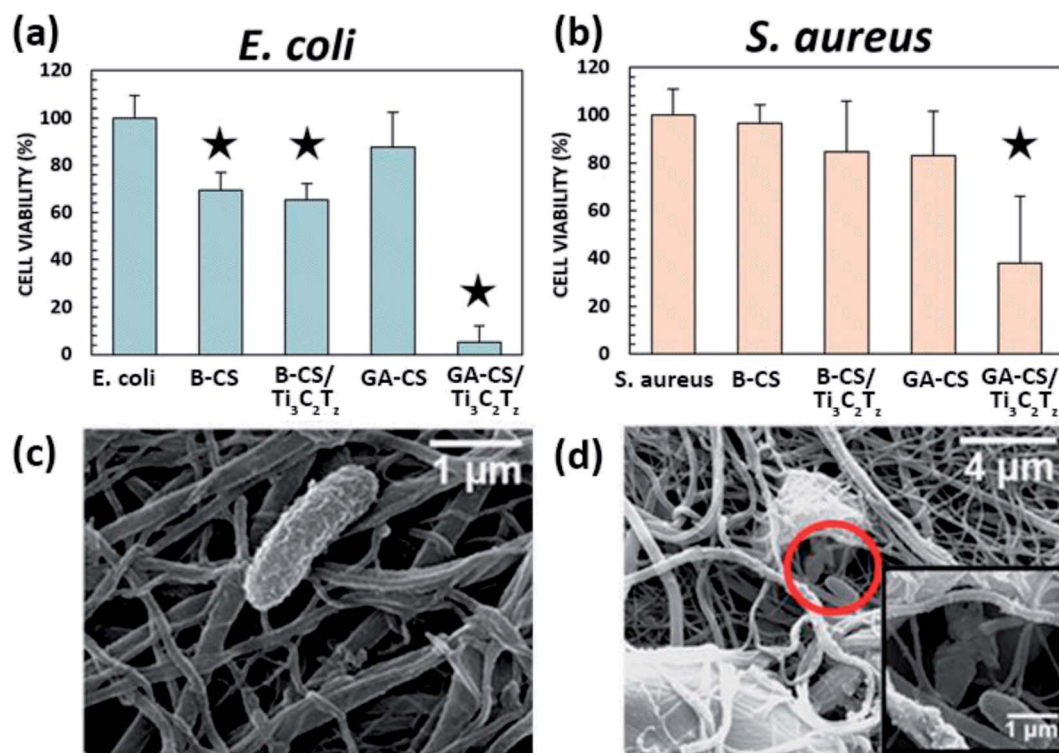 (a)
E. coli
CELL VIABILITY (%)
120
100
80
60
40
20
0
E. coli
B-CS
B-CS/
Ti₃C₂T𝓏
GA-CS
GA-CS/
Ti₃C₂T𝓏
(b)
S. aureus
CELL VIABILITY (%)
120
100
80
60
40
20
0
S. aureus
B-CS
B-CS/
Ti₃C₂T𝓏
GA-CS
GA-CS/
Ti₃C₂T𝓏
(c)
1 μm
(d)
4 μm
1 μm